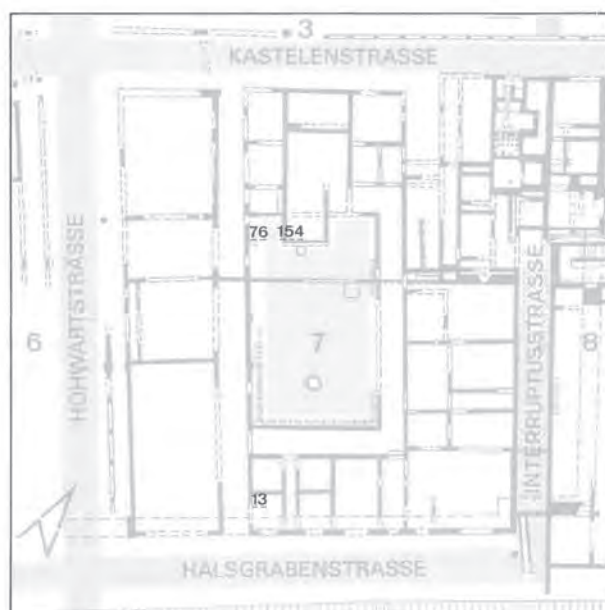 3
KASTELENSTRASSE
76 154
HOHWARTSTRASSE
6
7
INTERRUPTUSSTRASSE
8
13
HALSGRABENSTRASSE